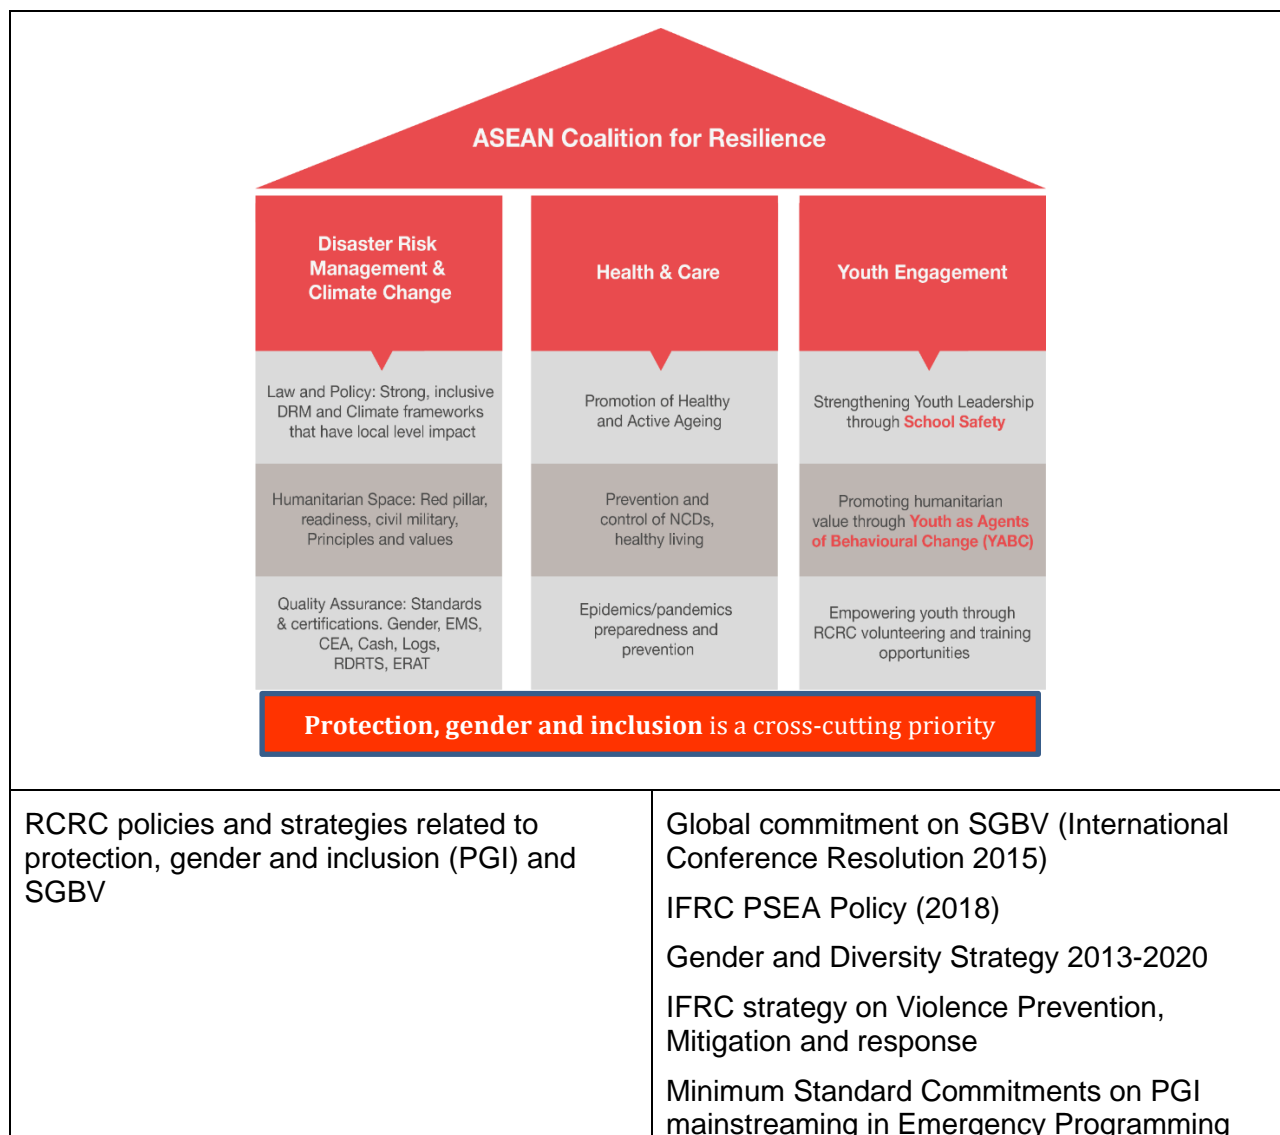 ASEAN Coalition for Resilience
Disaster Risk
Management &
Climate Change
Law and Policy: Strong, inclusive
DRM and Climate frameworks
that have local level impact
Humanitarian Space: Red pillar,
readiness, civil military,
Principles and values
Quality Assurance: Standards
& certifications. Gender, EMS,
CEA, Cash, Logs,
RDRTS, ERAT
Health & Care
Promotion of Healthy
and Active Ageing
Prevention and
control of NCDs,
healthy living
Epidemics/pandemics
preparedness and
prevention
Youth Engagement
Strengthening Youth Leadership
through School Safety
Promoting humanitarian
value through Youth as Agents
of Behavioural Change (YABC)
Empowering youth through
RCRC volunteering and training
opportunities
Protection, gender and inclusion is a cross-cutting priority
RCRC policies and strategies related to
protection, gender and inclusion (PGI) and
SGBV
Global commitment on SGBV (International
Conference Resolution 2015)
IFRC PSEA Policy (2018)
Gender and Diversity Strategy 2013-2020
IFRC strategy on Violence Prevention,
Mitigation and response
Minimum Standard Commitments on PGI
mainstreaming in Emergency Programming